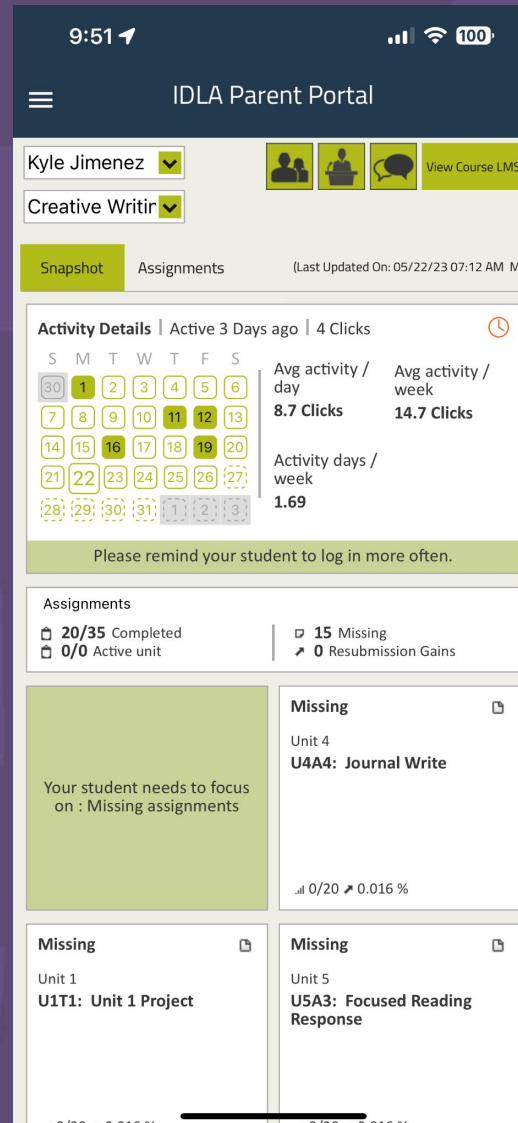 9:51
100
IDLA Parent Portal
Kyle Jimenez
View Course LMS
Creative Writir
Snapshot
Assignments
(Last Updated On: 05/22/23 07:12 AM M
Activity Details | Active 3 Days ago | 4 Clicks
S M T W T F S
30 1 2 3 4 5 6
7 8 9 10 11 12 13
14 15 16 17 18 19 20
21 22 23 24 25 26 27
28 29 30 31 1 2 3
Avg activity /
day
8.7 Clicks
Avg activity /
week
14.7 Clicks
Activity days /
week
1.69
Please remind your student to log in more often.
Assignments
20/35 Completed
0/0 Active unit
15 Missing
0 Resubmission Gains
Your student needs to focus
on : Missing assignments
Missing
Unit 4
U4A4: Journal Write
0/20 0.016 %
Missing
Unit 1
U1T1: Unit 1 Project
Missing
Unit 5
U5A3: Focused Reading
Response